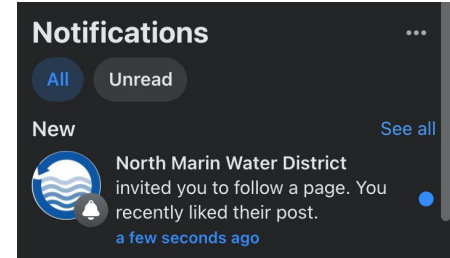 Notifications
All
Unread
New
See all
North Marin Water District
invited you to follow a page. You
recently liked their post.
a few seconds ago